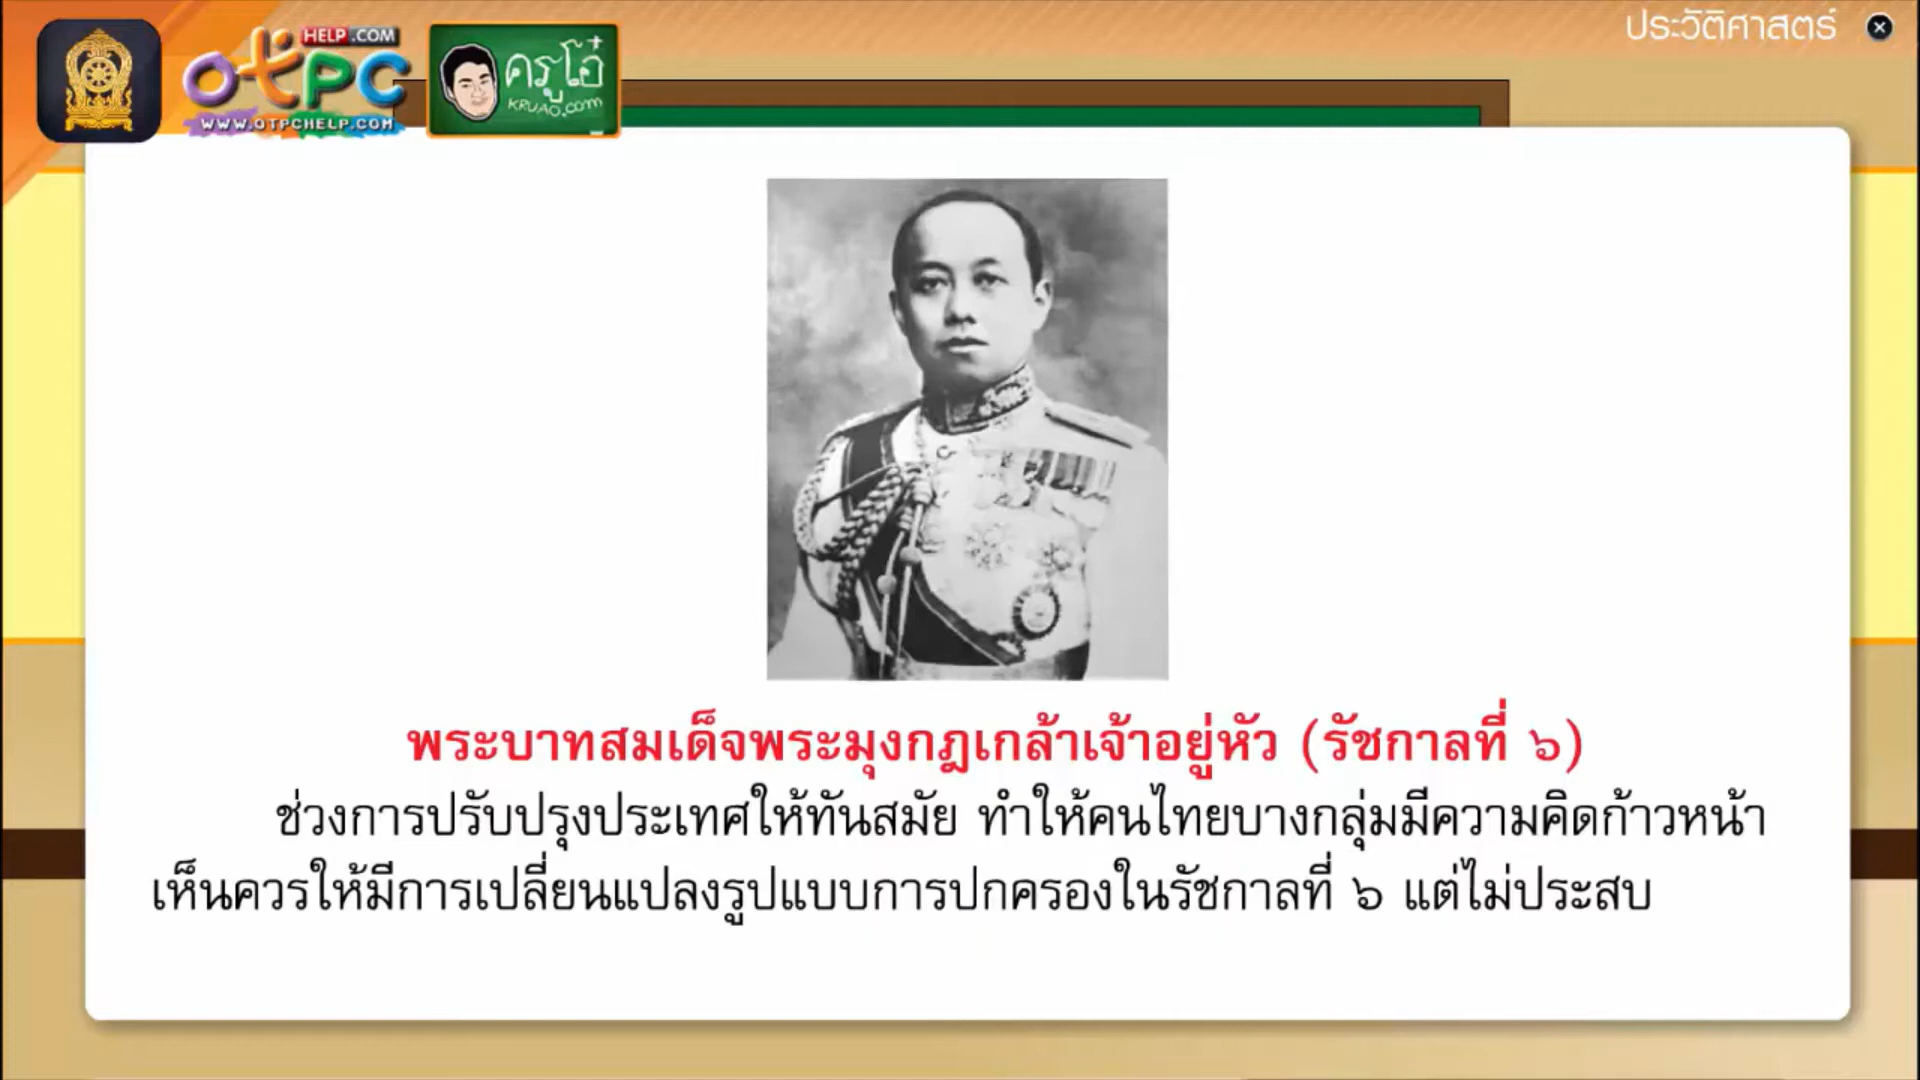 ประวัติศาสตร์
HELP.COM
OTPC
WWW.OTPCHELP.COM
ครูโอ๋
KRUAO.COM
พระบาทสมเด็จพระมุงกฎเกล้าเจ้าอยู่หัว (รัชกาลที่ ๖)
ช่วงการปรับปรุงประเทศให้ทันสมัย ทำให้คนไทยบางกลุ่มมีความคิดก้าวหน้า
เห็นควรให้มีการเปลี่ยนแปลงรูปแบบการปกครองในรัชกาลที่ ๖ แต่ไม่ประสบ